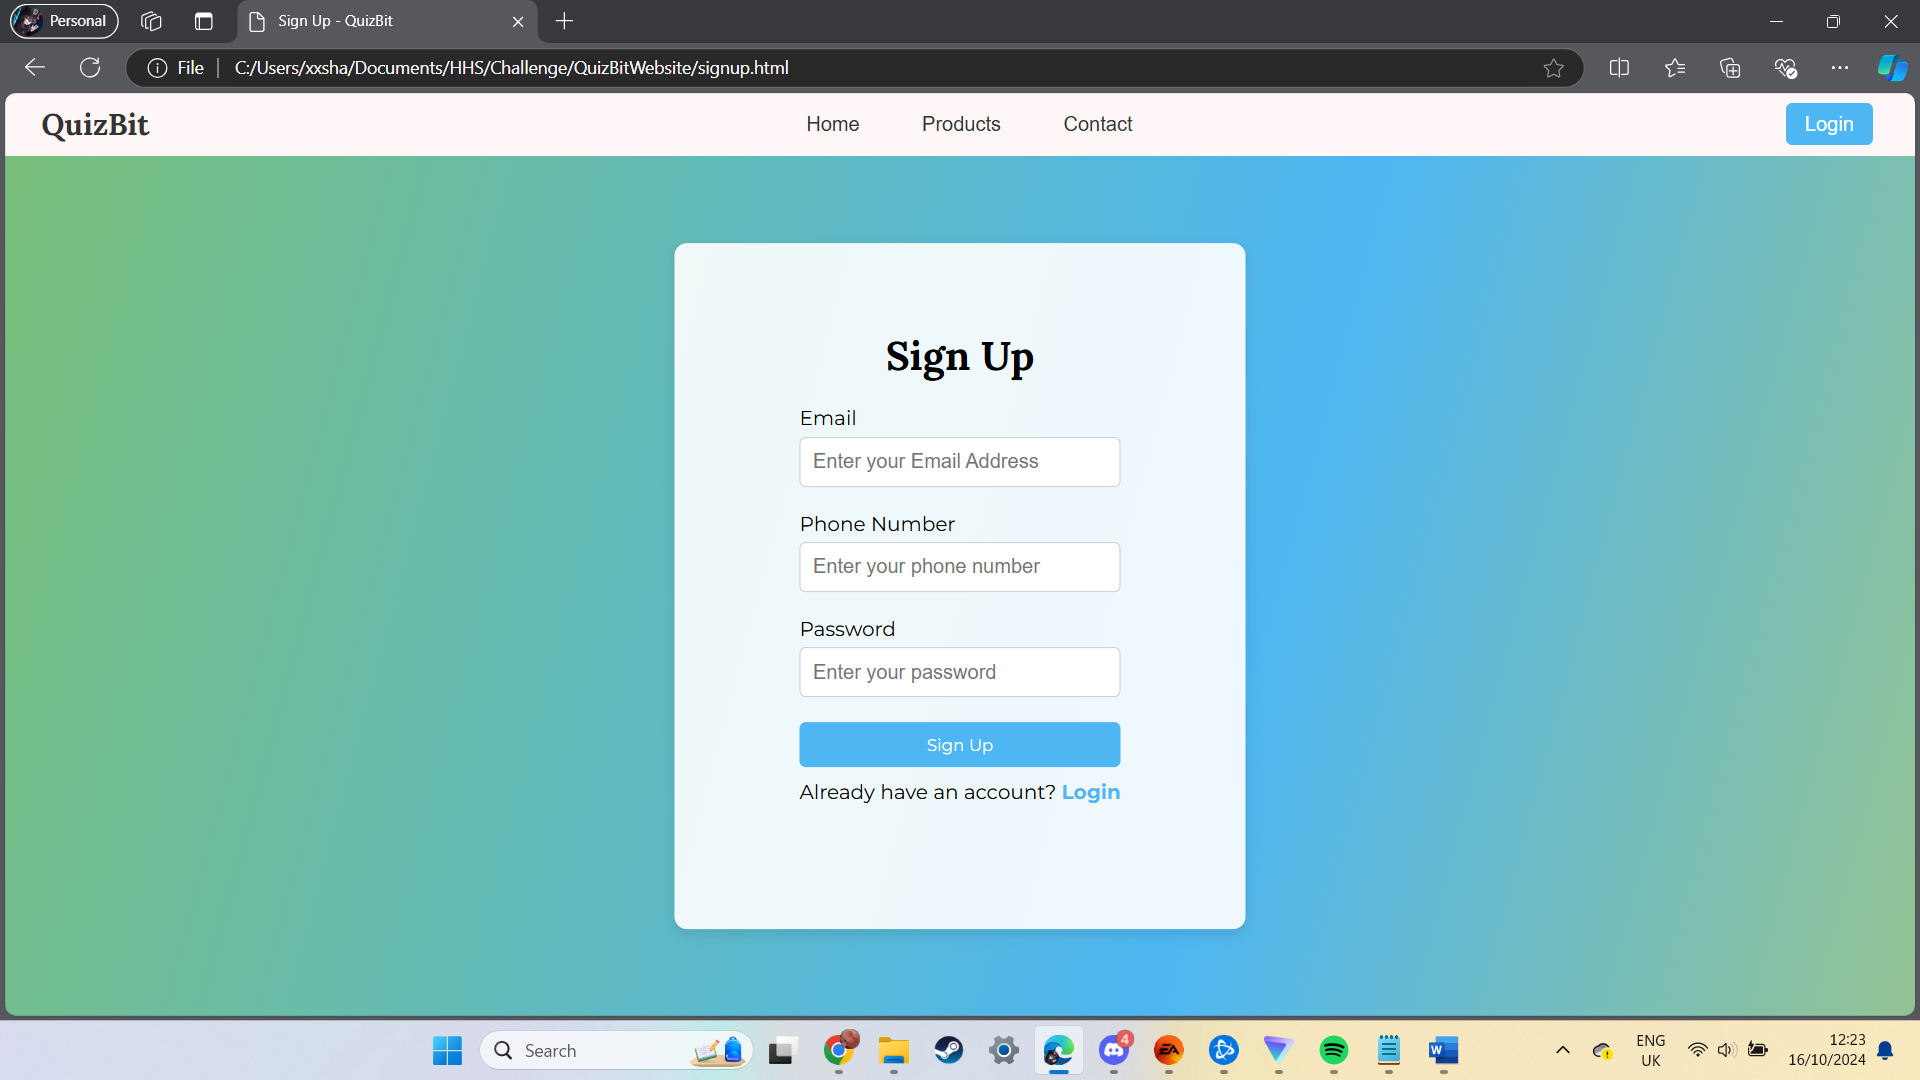 Personal
Sign Up - QuizBit
File
C:/Users/xxsha/Documents/HHS/Challenge/QuizBitWebsite/signup.html
QuizBit
Home Products Contact
Login
Sign Up
Email
Enter your Email Address
Phone Number
Enter your phone number
Password
Enter your password
Sign Up
Already have an account? Login
Search
4
EA
W
ENG
UK
12:23
16/10/2024